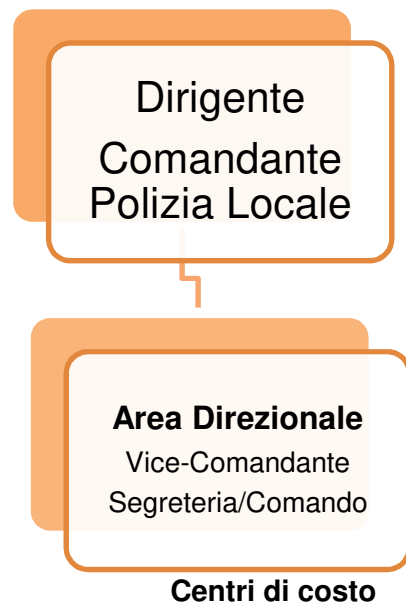 Dirigente
Comandante
Polizia Locale
Area Direzionale
Vice-Comandante
Segreteria/Comando
Centri di costo